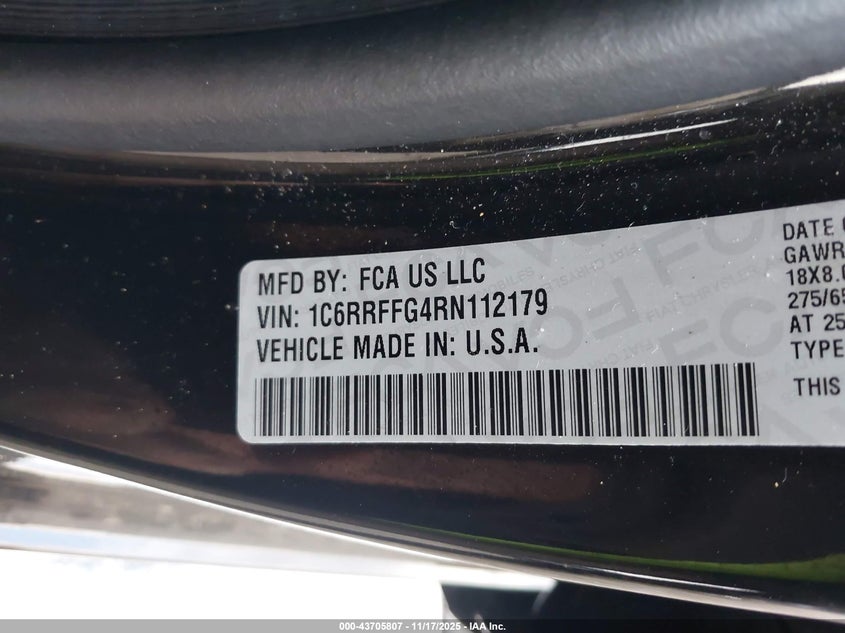 MFD BY: FCA US LLC
VIN: 1C6RRFFG4RN112179
VEHICLE MADE IN: U.S.A.
DATE
GAWR
18X8.
275/65
AT 25
TYPE
THIS
000-43705807 - 11/17/2025 - IAA Inc.